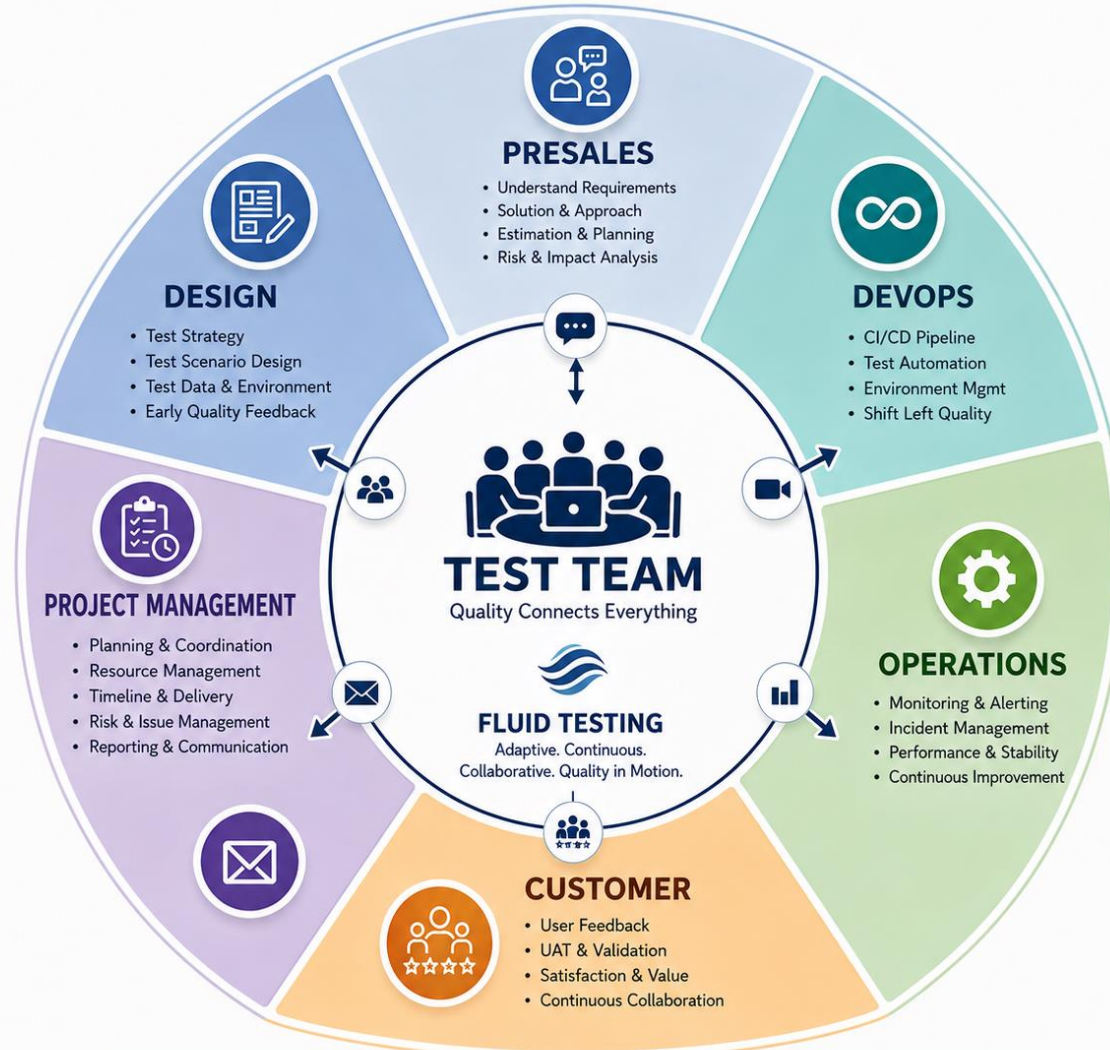 PRESALES
• Understand Requirements
• Solution & Approach
• Estimation & Planning
• Risk & Impact Analysis
DESIGN
• Test Strategy
• Test Scenario Design
• Test Data & Environment
• Early Quality Feedback
DEVOPS
• CI/CD Pipeline
• Test Automation
• Environment Mgmt
• Shift Left Quality
TEST TEAM
Quality Connects Everything
FLUID TESTING
Adaptive. Continuous.
Collaborative. Quality in Motion.
PROJECT MANAGEMENT
• Planning & Coordination
• Resource Management
• Timeline & Delivery
• Risk & Issue Management
• Reporting & Communication
OPERATIONS
• Monitoring & Alerting
• Incident Management
• Performance & Stability
• Continuous Improvement
CUSTOMER
• User Feedback
• UAT & Validation
• Satisfaction & Value
• Continuous Collaboration